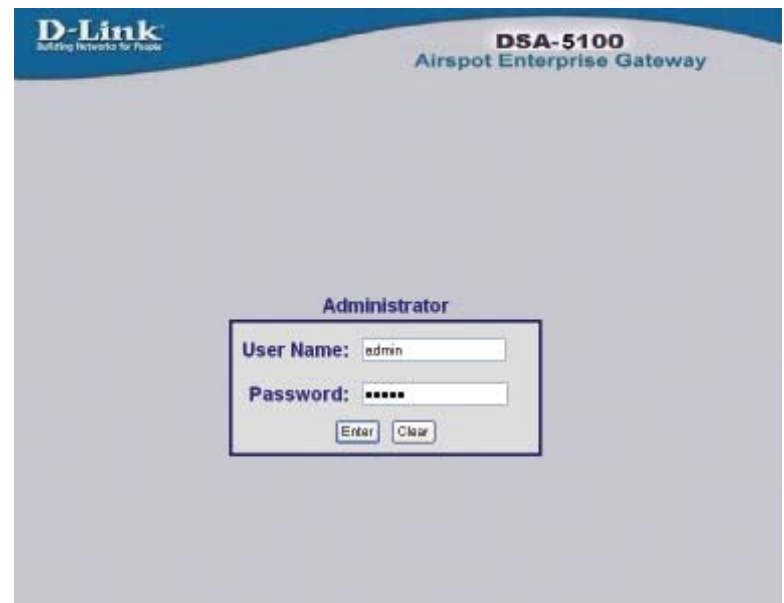 D-Link
Building Networks for People
DSA-5100
Airspot Enterprise Gateway
Administrator
User Name: admin
Password: •••••
Enter Clear